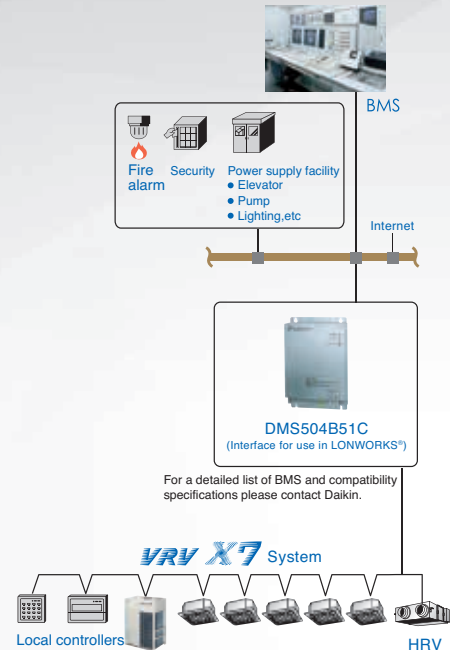 BMS
Fire
alarm
Security
Power supply facility
● Elevator
● Pump
● Lighting,etc
Internet
DMS504B51C
(Interface for use in LONWORKS®)
For a detailed list of BMS and compatibility
specifications please contact Daikin.
VRV X7 System
Local controllers
HRV